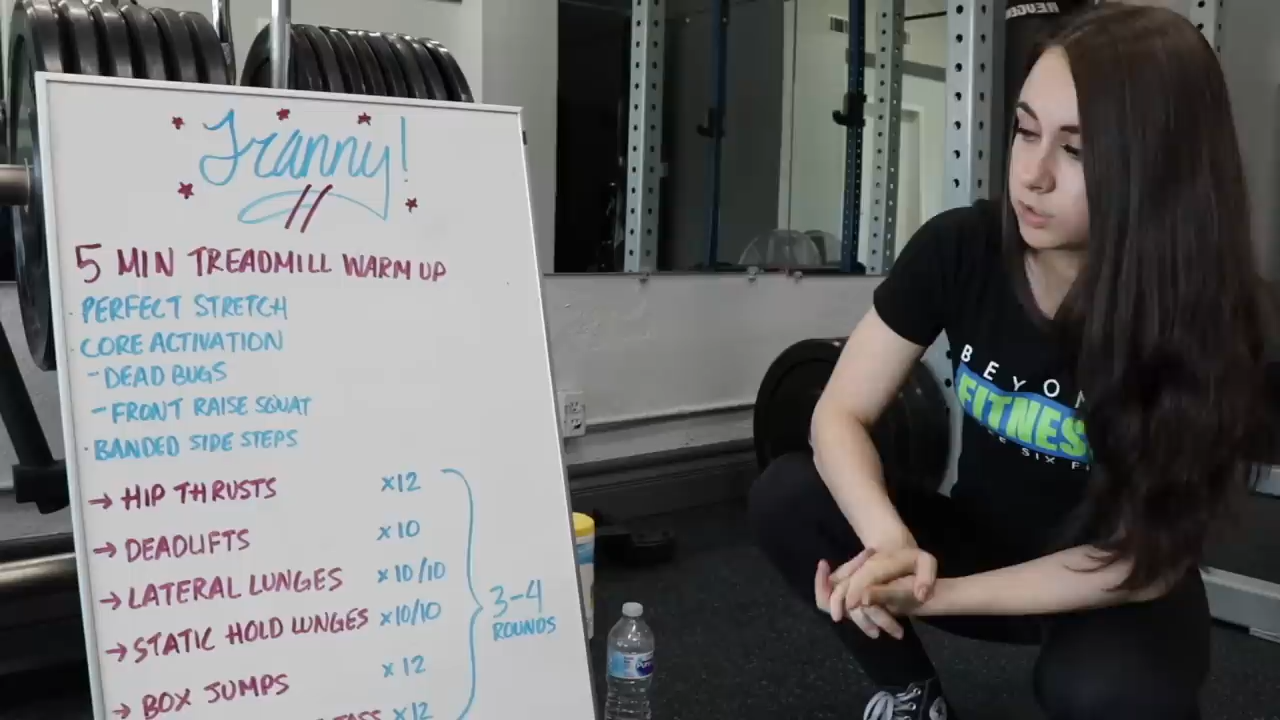 Franny!
5 MIN TREADMILL WARM UP
PERFECT STRETCH
CORE ACTIVATION
- DEAD BUGS
- FRONT RAISE SQUAT
BANDED SIDE STEPS
→ HIP THRUSTS x12
→ DEADLIFTS x10
→ LATERAL LUNGES x10/10
→ STATIC HOLD LUNGES x10/10
→ BOX JUMPS x12
x12
3-4
ROUNDS
BEYON
FITNESS
SIX